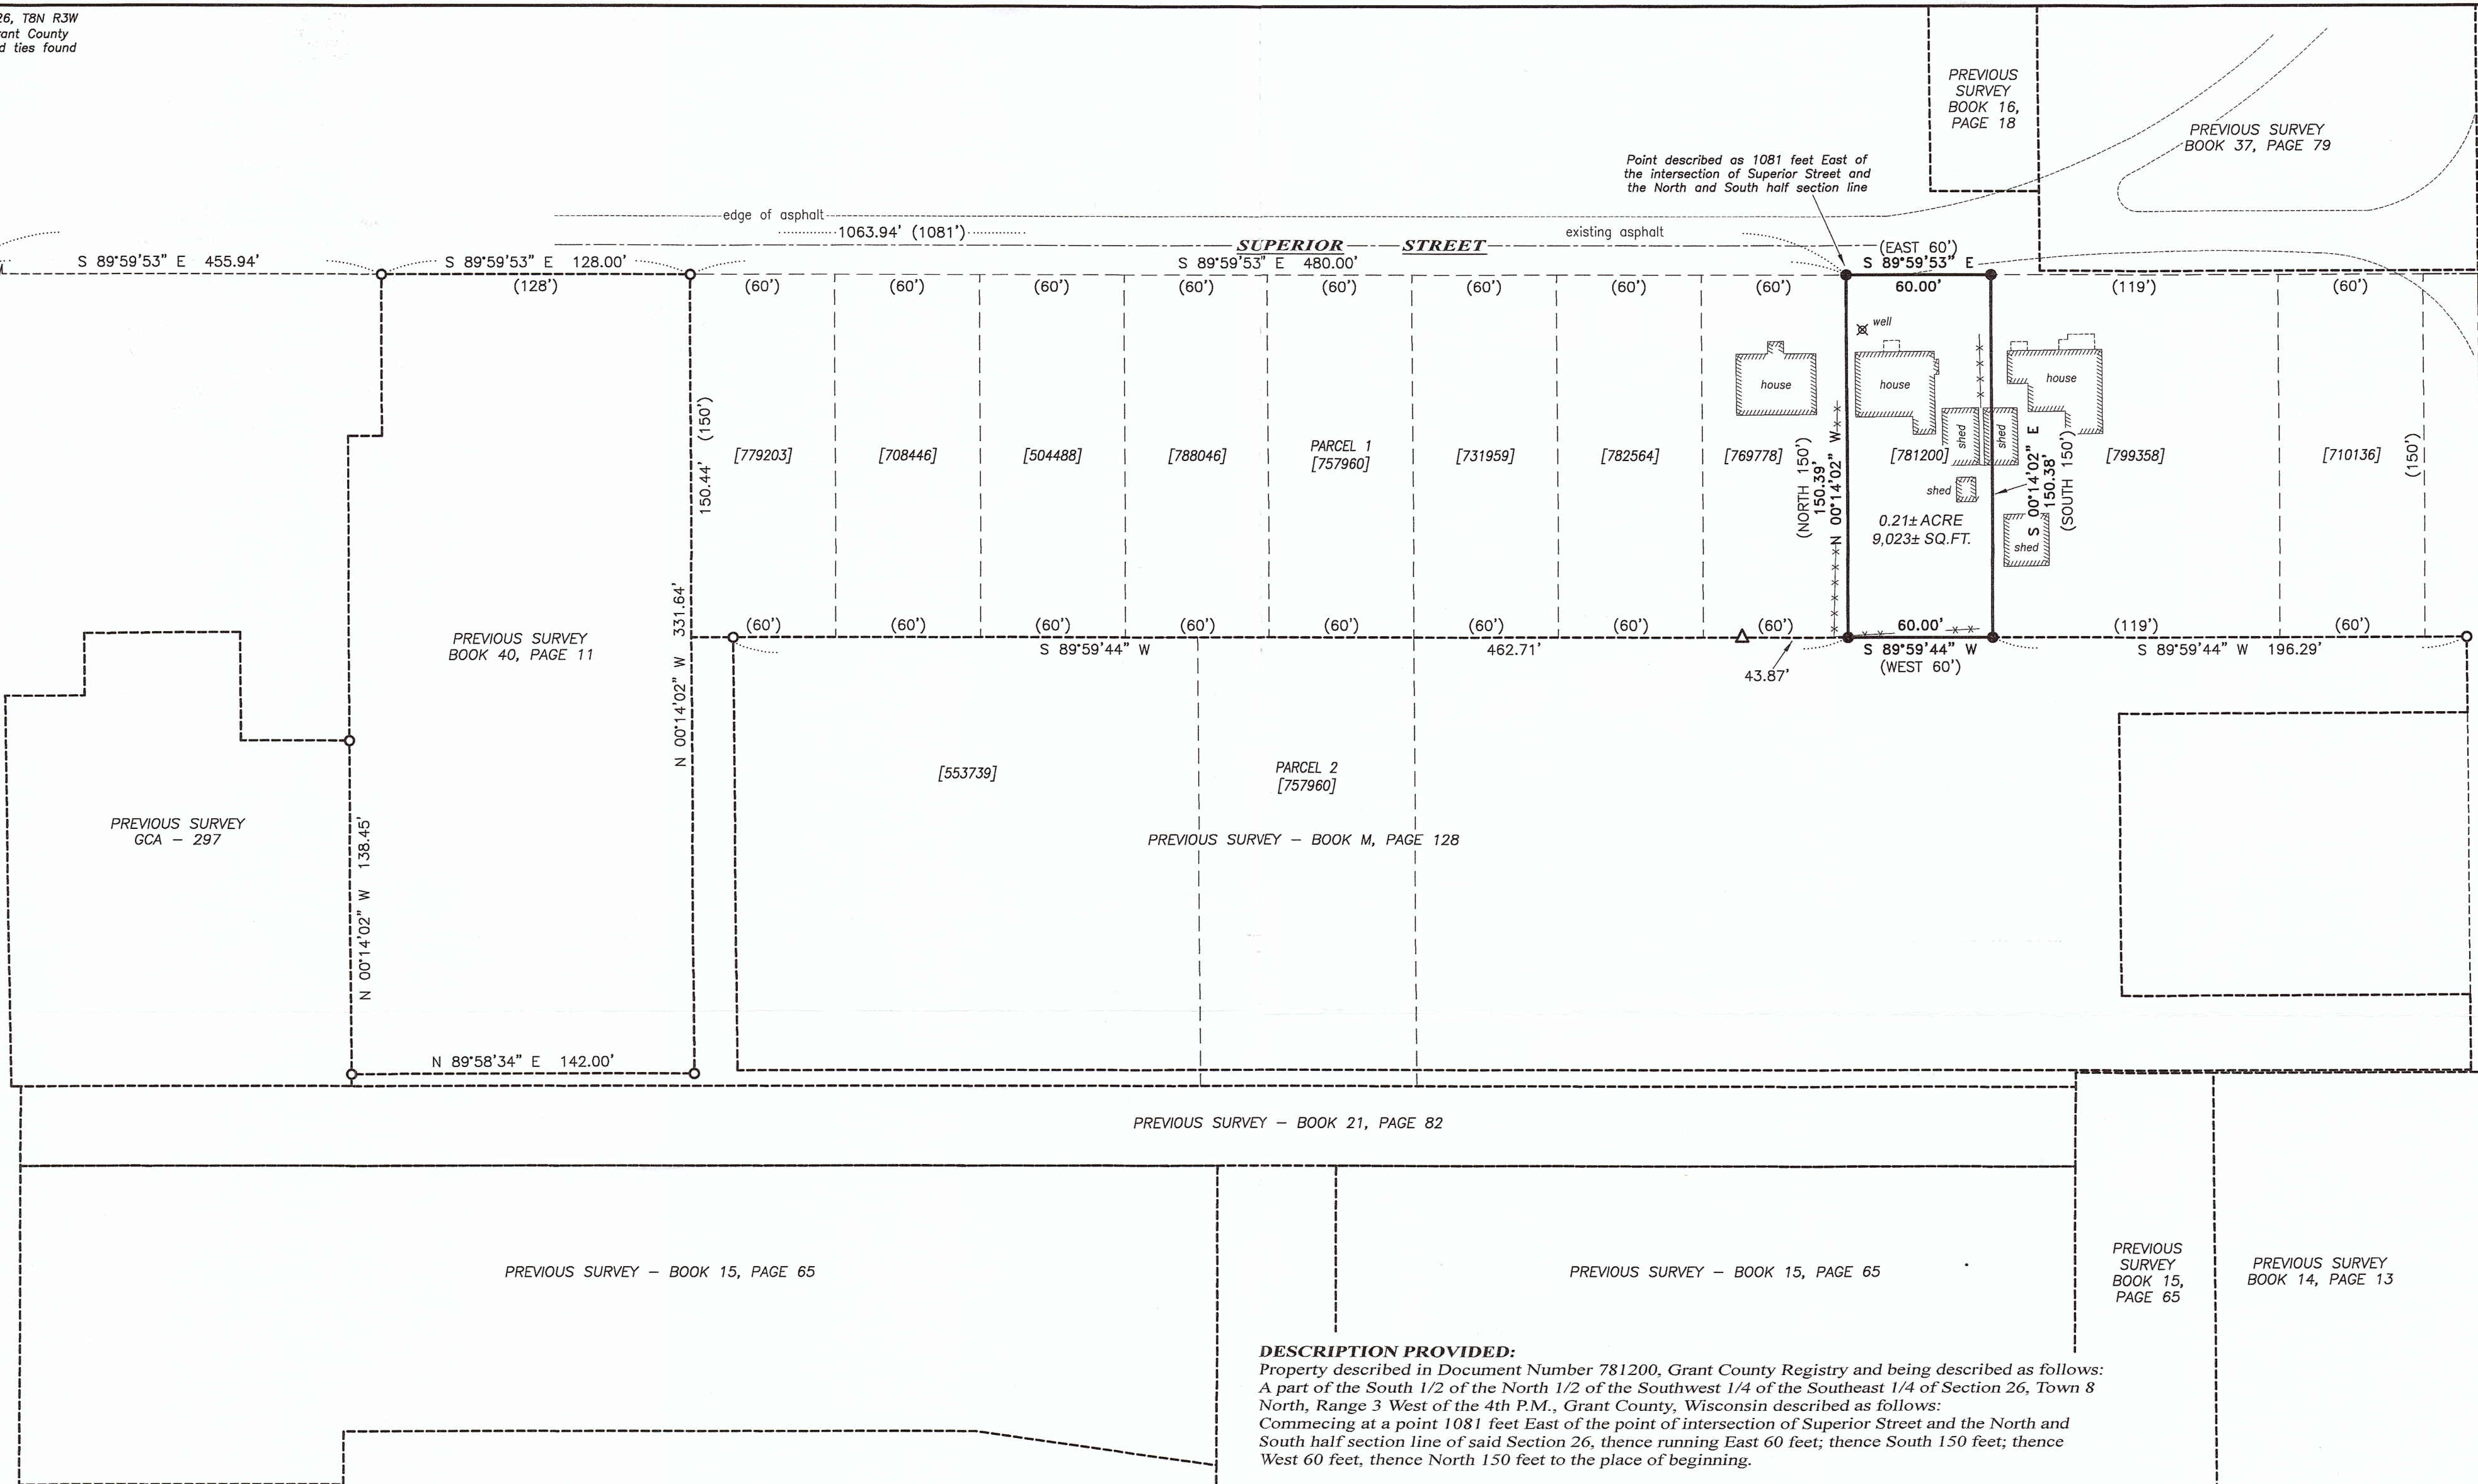 26, T8N R3W
rant County
d ties found
PREVIOUS
SURVEY
BOOK 16,
PAGE 18
PREVIOUS SURVEY
BOOK 37, PAGE 79
Point described as 1081 feet East of
the intersection of Superior Street and
the North and South half section line
edge of asphalt
1063.94' (1081')
existing asphalt
SUPERIOR STREET
(EAST 60')
S 89°59'53" E 455.94'
S 89°59'53" E 128.00'
S 89°59'53" E 480.00'
S 89°59'53" E
(128')
(60')
(60')
(60')
(60')
(60')
(60')
(60')
(60')
60.00'
(119')
(60')
well
house
house
house
150.44' (150')
[779203]
[708446]
[504488]
[788046]
PARCEL 1
[757960]
[731959]
[782564]
[769778]
(NORTH 150')
150.39'
N 00°14'02" W
[781200]
shed
shed
shed
0.21± ACRE
9,023± SQ.FT.
S 00°14'02" E
150.38'
(SOUTH 150')
shed
[799358]
[710136]
(150')
(60')
(60')
(60')
(60')
(60')
(60')
(60')
(60')
60.00'
(119')
(60')
N 00°14'02" W 331.64'
S 89°59'44" W
462.71'
43.87'
S 89°59'44" W
(WEST 60')
S 89°59'44" W 196.29'
PREVIOUS SURVEY
BOOK 40, PAGE 11
[553739]
PARCEL 2
[757960]
PREVIOUS SURVEY
GCA – 297
N 00°14'02" W 138.45'
PREVIOUS SURVEY – BOOK M, PAGE 128
N 89°58'34" E 142.00'
PREVIOUS SURVEY – BOOK 21, PAGE 82
PREVIOUS SURVEY – BOOK 15, PAGE 65
PREVIOUS SURVEY – BOOK 15, PAGE 65
PREVIOUS
SURVEY
BOOK 15,
PAGE 65
PREVIOUS SURVEY
BOOK 14, PAGE 13
DESCRIPTION PROVIDED:
Property described in Document Number 781200, Grant County Registry and being described as follows:
A part of the South 1/2 of the North 1/2 of the Southwest 1/4 of the Southeast 1/4 of Section 26, Town 8
North, Range 3 West of the 4th P.M., Grant County, Wisconsin described as follows:
Commecing at a point 1081 feet East of the point of intersection of Superior Street and the North and
South half section line of said Section 26, thence running East 60 feet; thence South 150 feet; thence
West 60 feet, thence North 150 feet to the place of beginning.